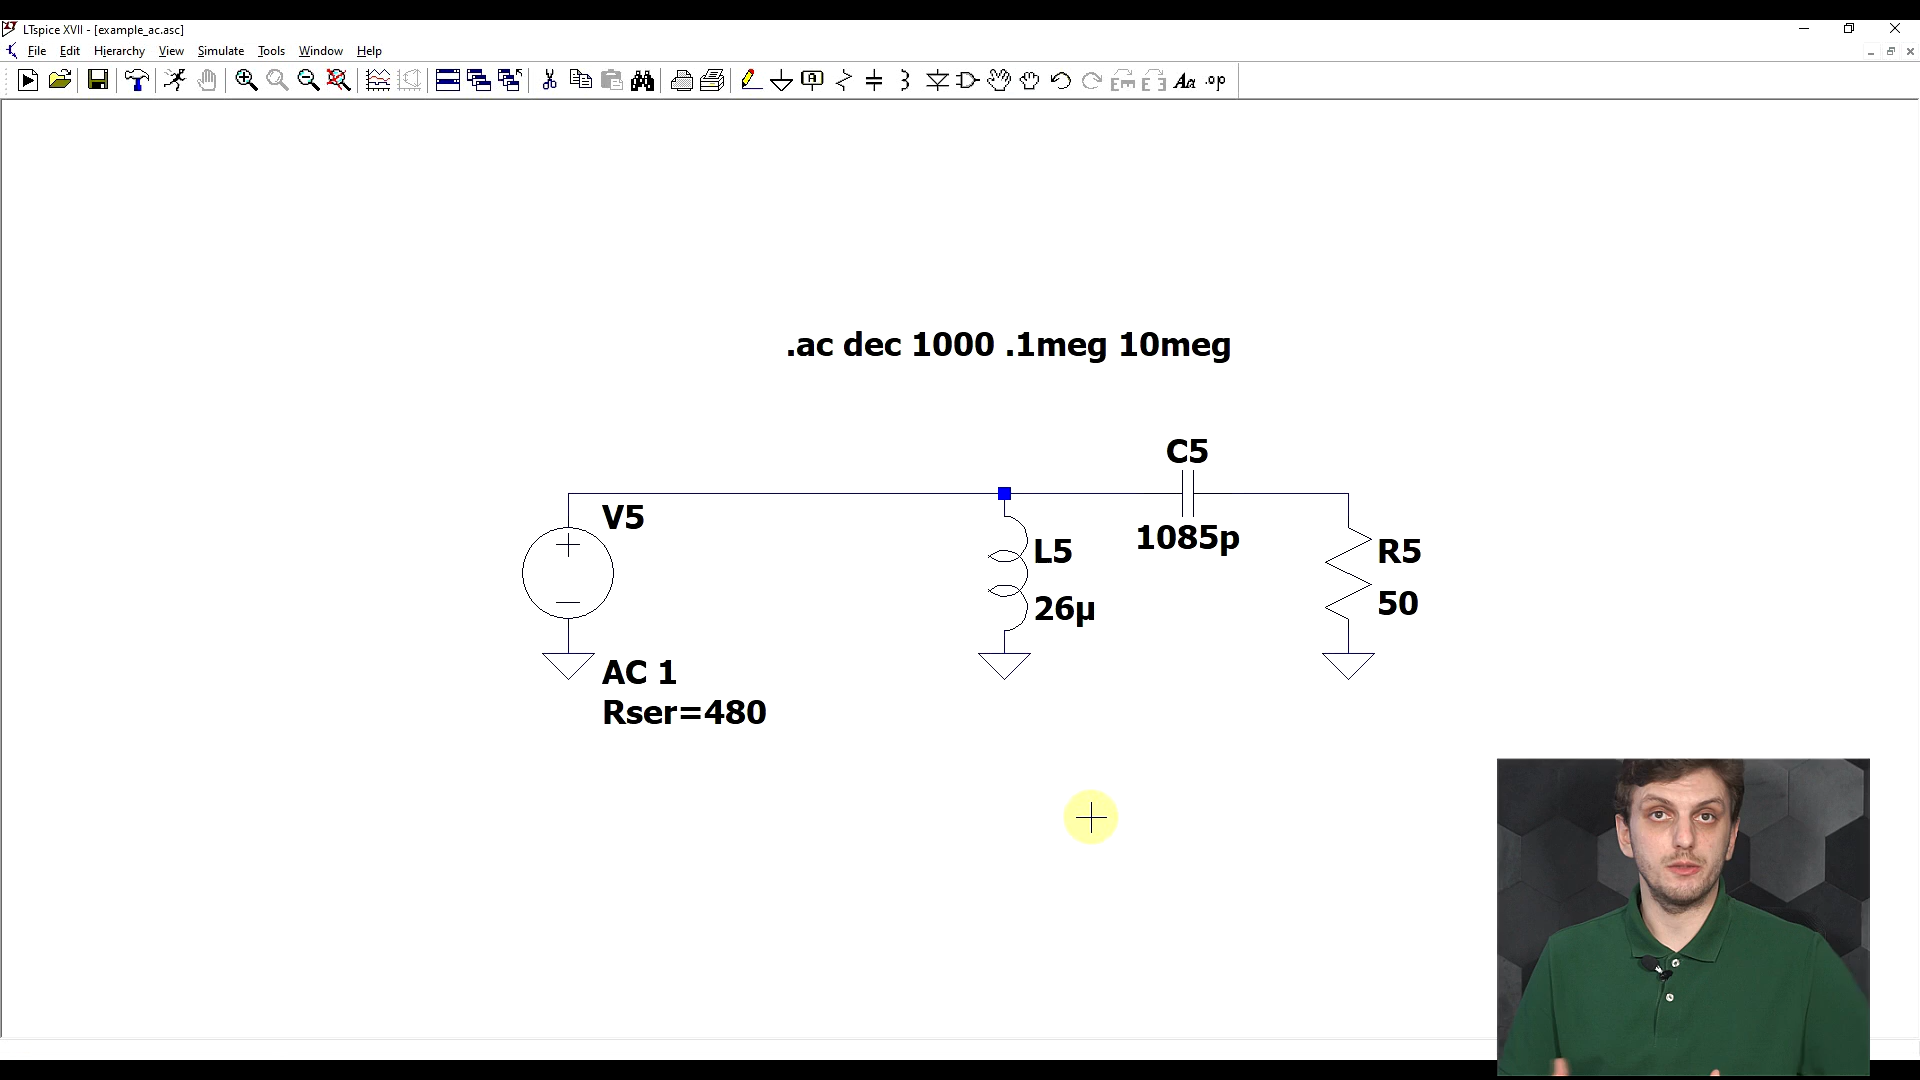 LTspice XVII - [example_ac.asc]
File Edit Hierarchy View Simulate Tools Window Help
Aa .op
.ac dec 1000 .1meg 10meg
C5
V5
1085p
L5
R5
26µ
50
AC 1
Rser=480